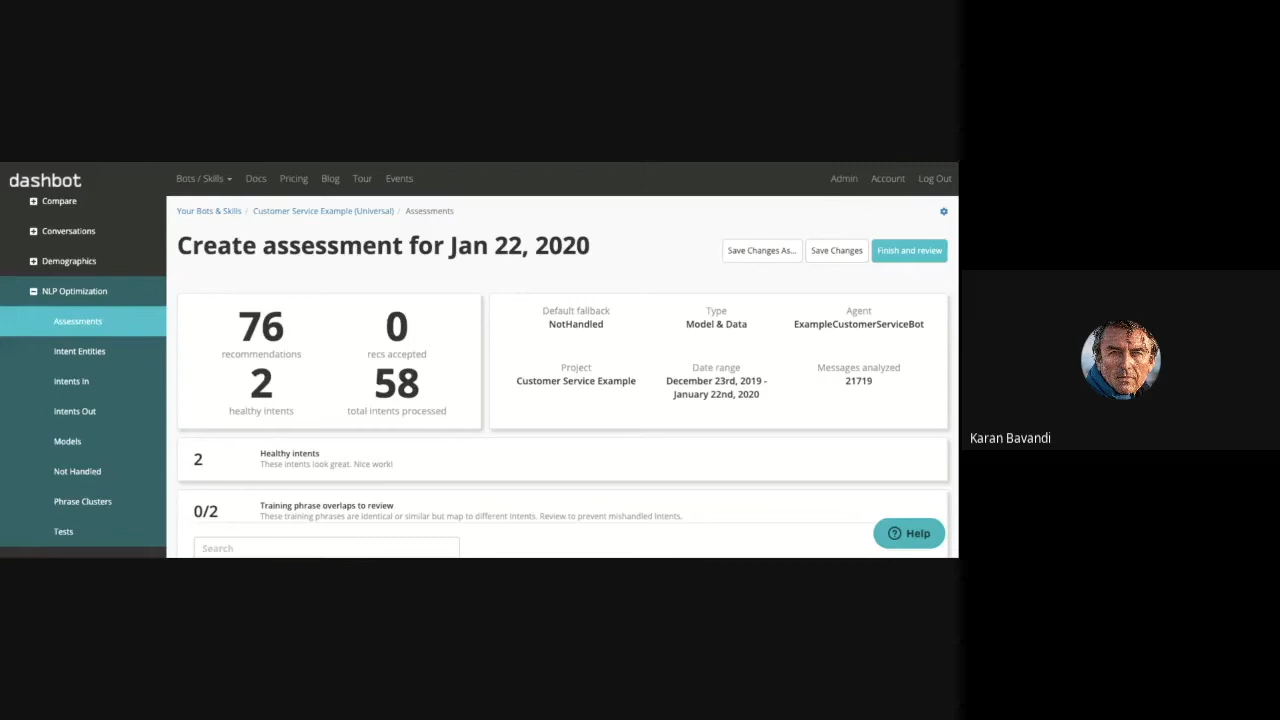 dashbot
Bots / Skills Docs Pricing Blog Tour Events Admin Account Log Out
Compare
Conversations
Demographics
NLP Optimization
Assessments
Intent Entities
Intents In
Intents Out
Models
Not Handled
Phrase Clusters
Tests
Your Bots & Skills / Customer Service Example (Universal) / Assessments
Create assessment for Jan 22, 2020
Save Changes As... Save Changes Finish and review
76
recommendations
0
recs accepted
2
healthy intents
58
total intents processed
Default fallback
NotHandled
Type
Model & Data
Agent
ExampleCustomerServiceBot
Project
Customer Service Example
Date range
December 23rd, 2019 -
January 22nd, 2020
Messages analyzed
21719
2
Healthy intents
These intents look great. Nice work!
0/2
Training phrase overlaps to review
These training phrases are identical or similar but map to different intents. Review to prevent mishandled intents.
Search
Help
Karan Bavandi